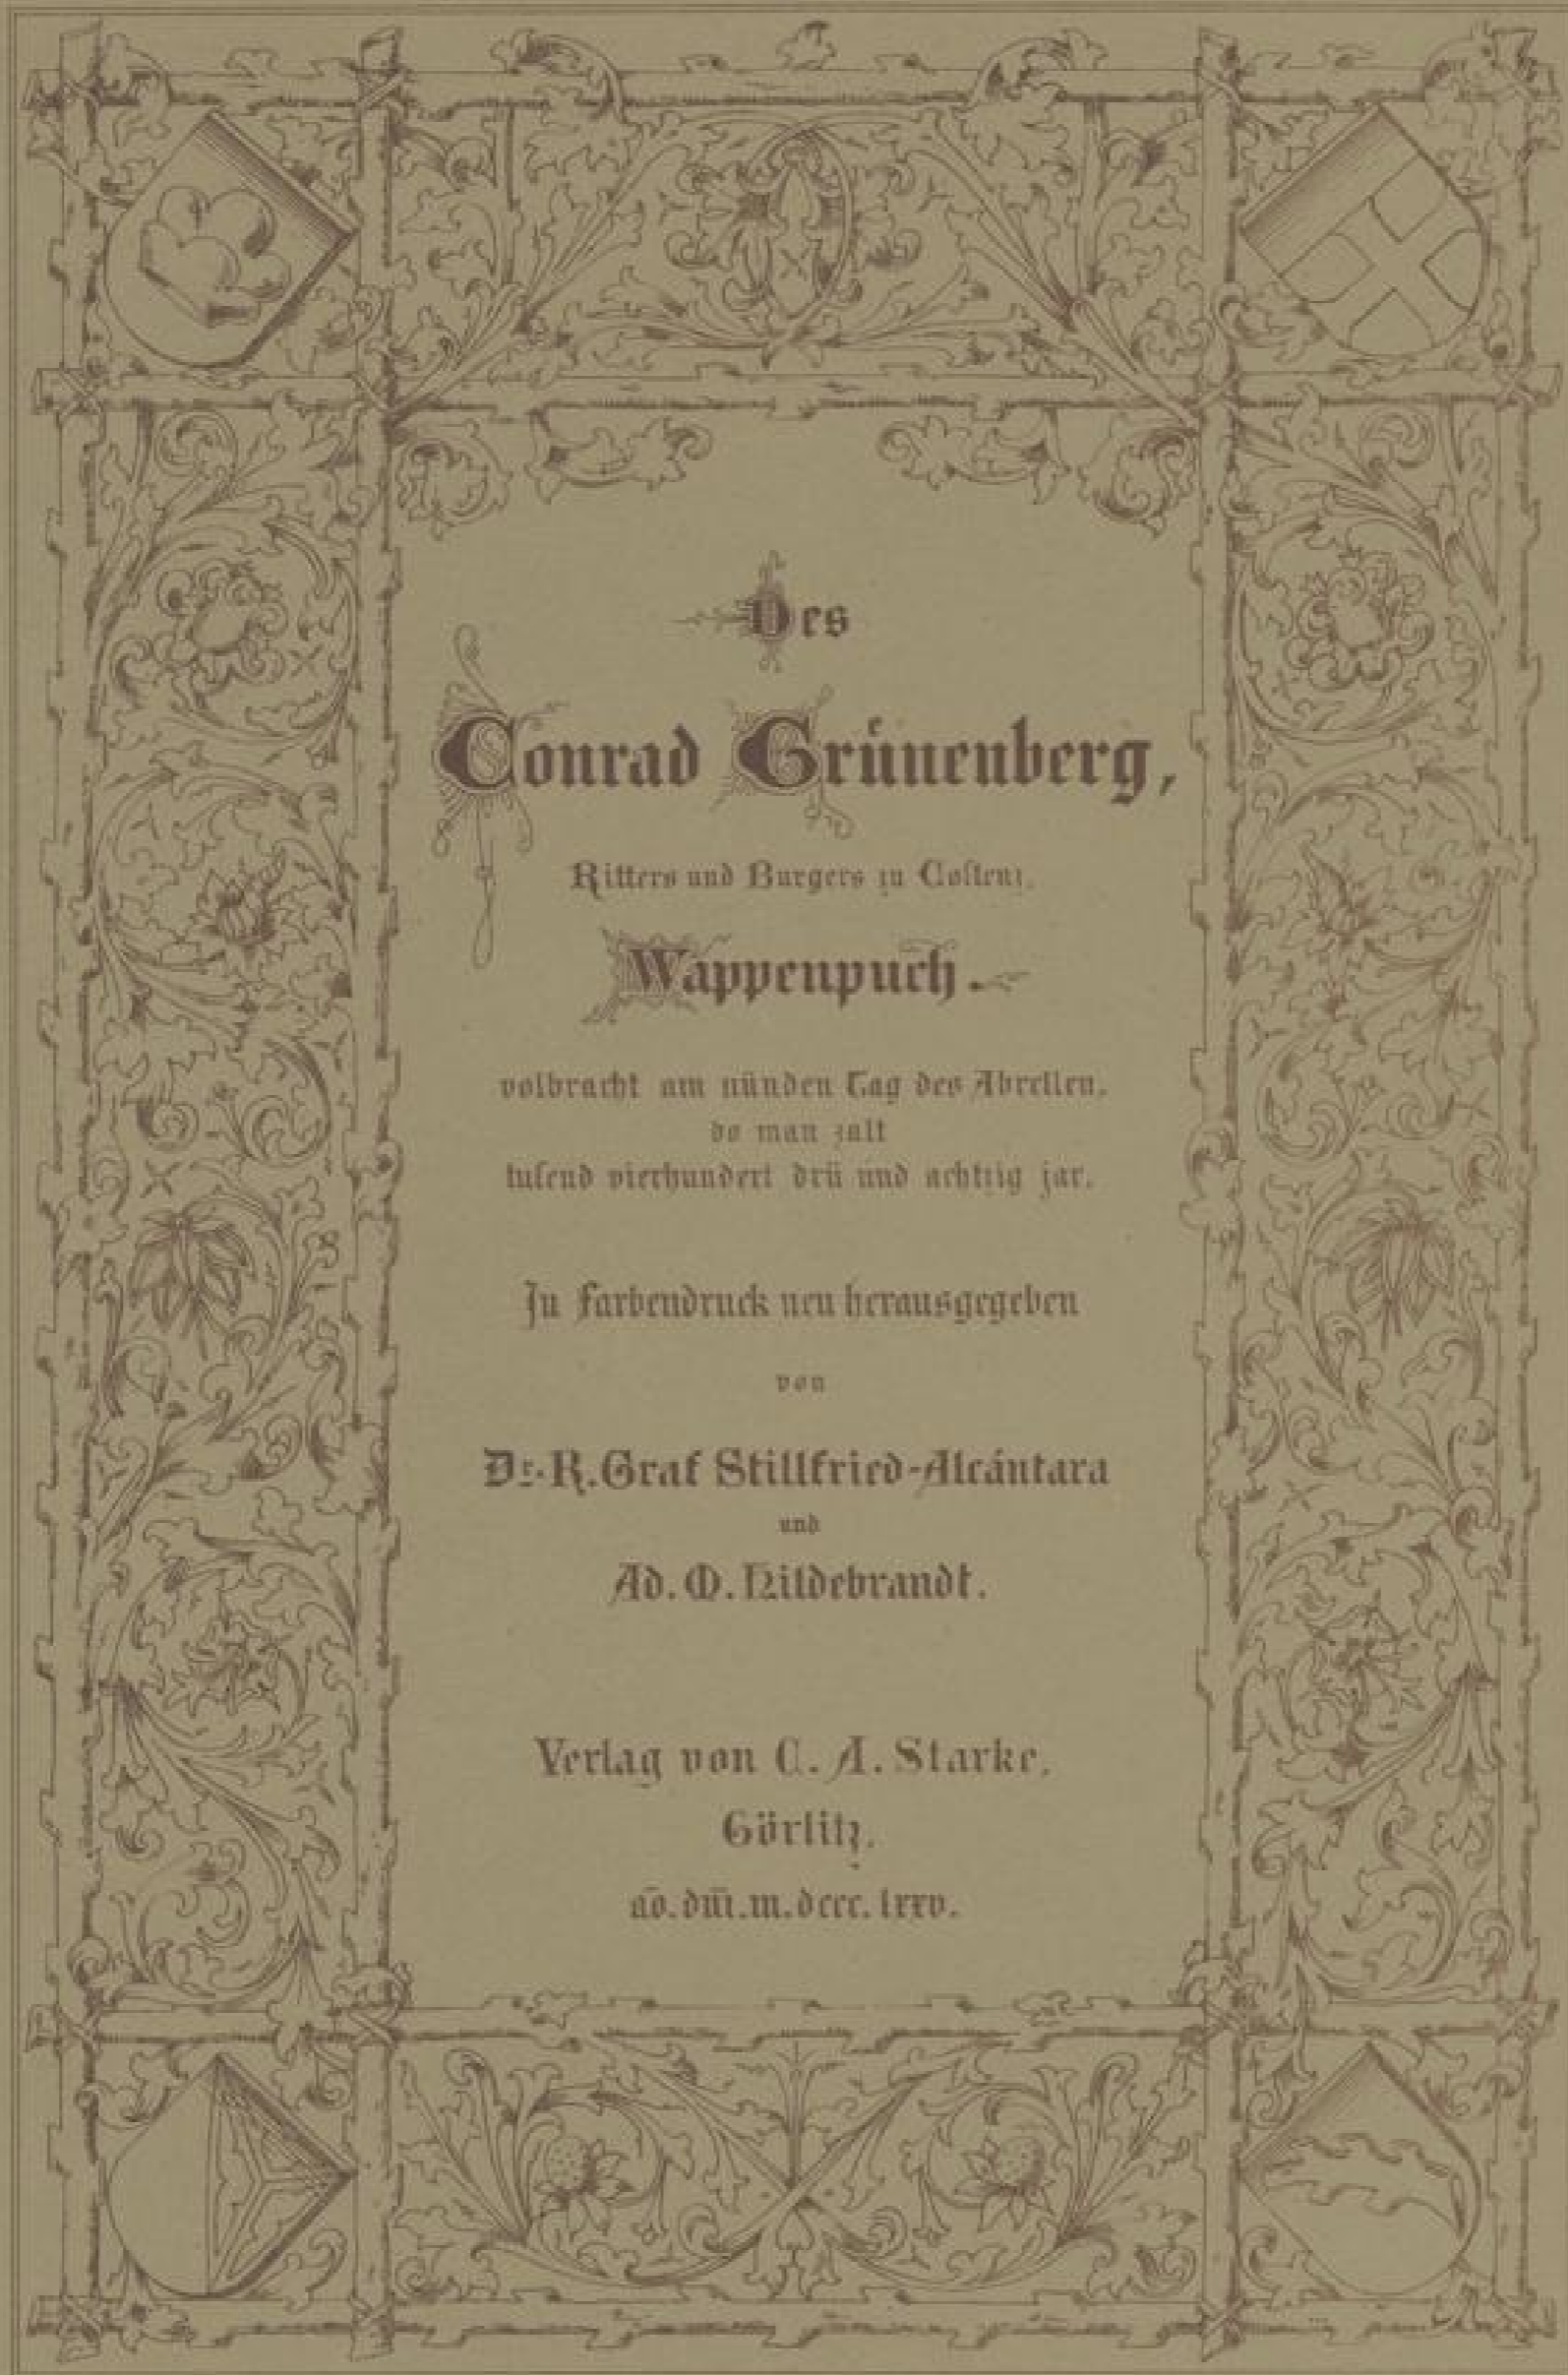 Des
Conrad Grünenberg,
Ritters und Burgers zu Coſtenz,
Wappenpuch.
volbracht am nünden Tag des Abrellen,
do man zalt
tuſend vierhundert drü und achtzig jar.
In Farbendruck neu herausgegeben
von
Dr. R. Graf Stillfried-Alcántara
und
Ad. M. Hildebrandt.
Verlag von C. A. Starke,
Görlitz,
aō. dm̄i. m. dccc. lxxv.